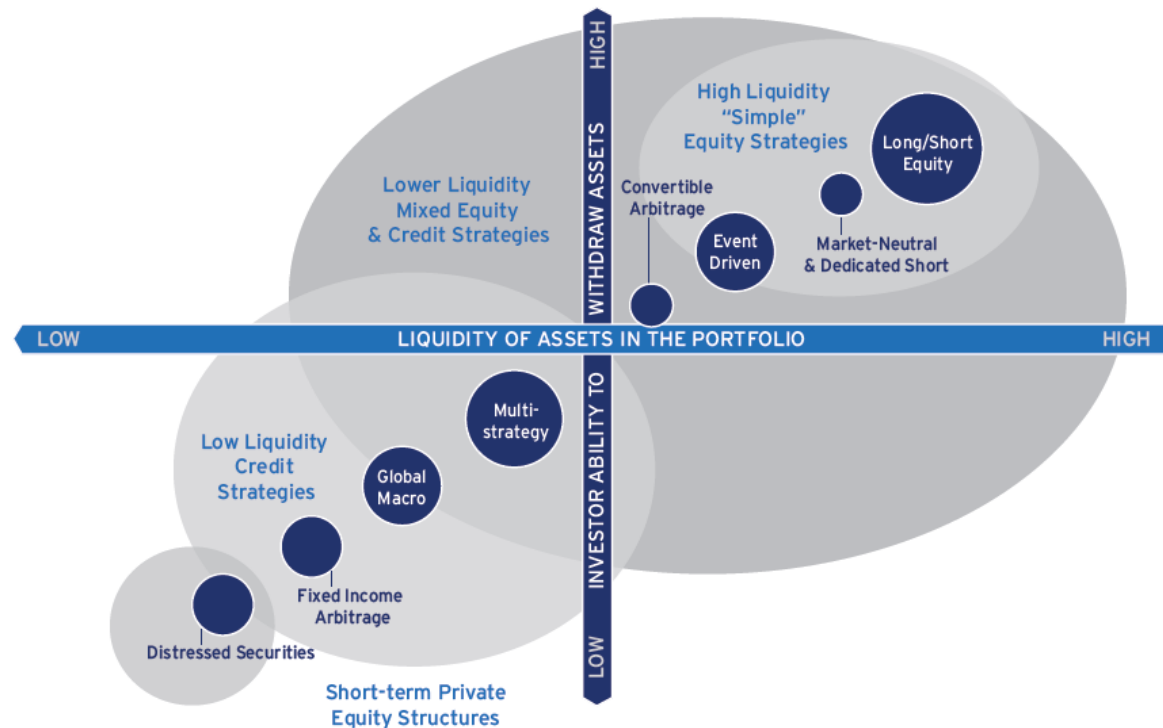 HIGH
High Liquidity
“Simple”
Equity Strategies
Long/Short
Equity
Lower Liquidity
Mixed Equity
& Credit Strategies
Convertible
Arbitrage
WITHDRAW ASSETS
Event
Driven
Market-Neutral
& Dedicated Short
LOW
LIQUIDITY OF ASSETS IN THE PORTFOLIO
HIGH
Multi-
strategy
Low Liquidity
Credit
Strategies
Global
Macro
INVESTOR ABILITY TO
Fixed Income
Arbitrage
Distressed Securities
LOW
Short-term Private
Equity Structures